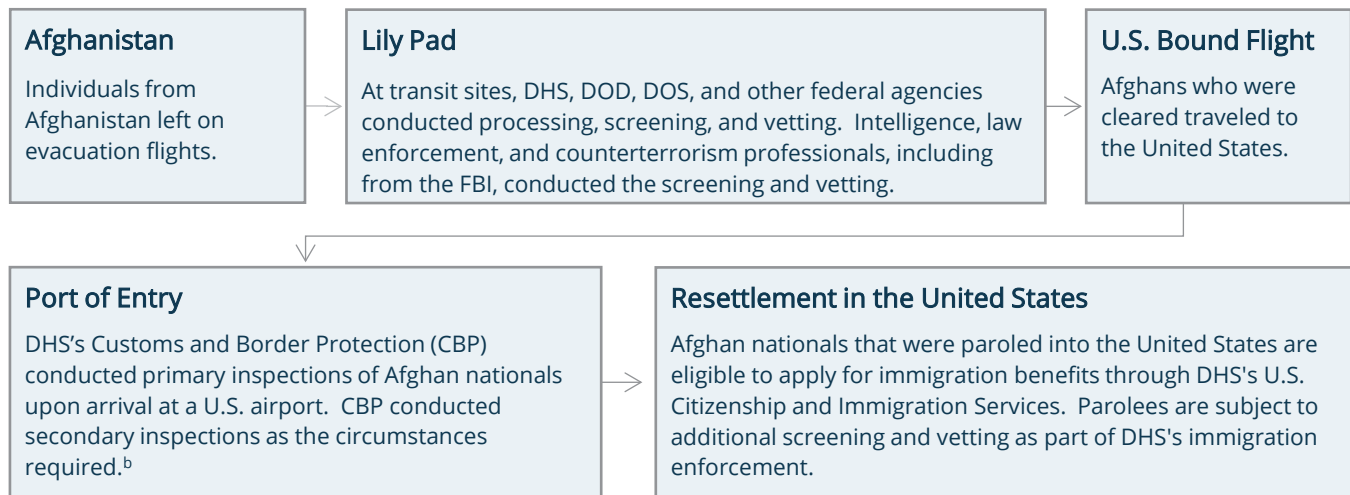 Afghanistan
Individuals from
Afghanistan left on
evacuation flights.
Lily Pad
At transit sites, DHS, DOD, DOS, and other federal agencies
conducted processing, screening, and vetting.  Intelligence, law
enforcement, and counterterrorism professionals, including
from the FBI, conducted the screening and vetting.
U.S. Bound Flight
Afghans who were
cleared traveled to
the United States.
Port of Entry
DHS’s Customs and Border Protection (CBP)
conducted primary inspections of Afghan nationals
upon arrival at a U.S. airport.  CBP conducted
secondary inspections as the circumstances
required.b
Resettlement in the United States
Afghan nationals that were paroled into the United States are
eligible to apply for immigration benefits through DHS's U.S.
Citizenship and Immigration Services.  Parolees are subject to
additional screening and vetting as part of DHS's immigration
enforcement.